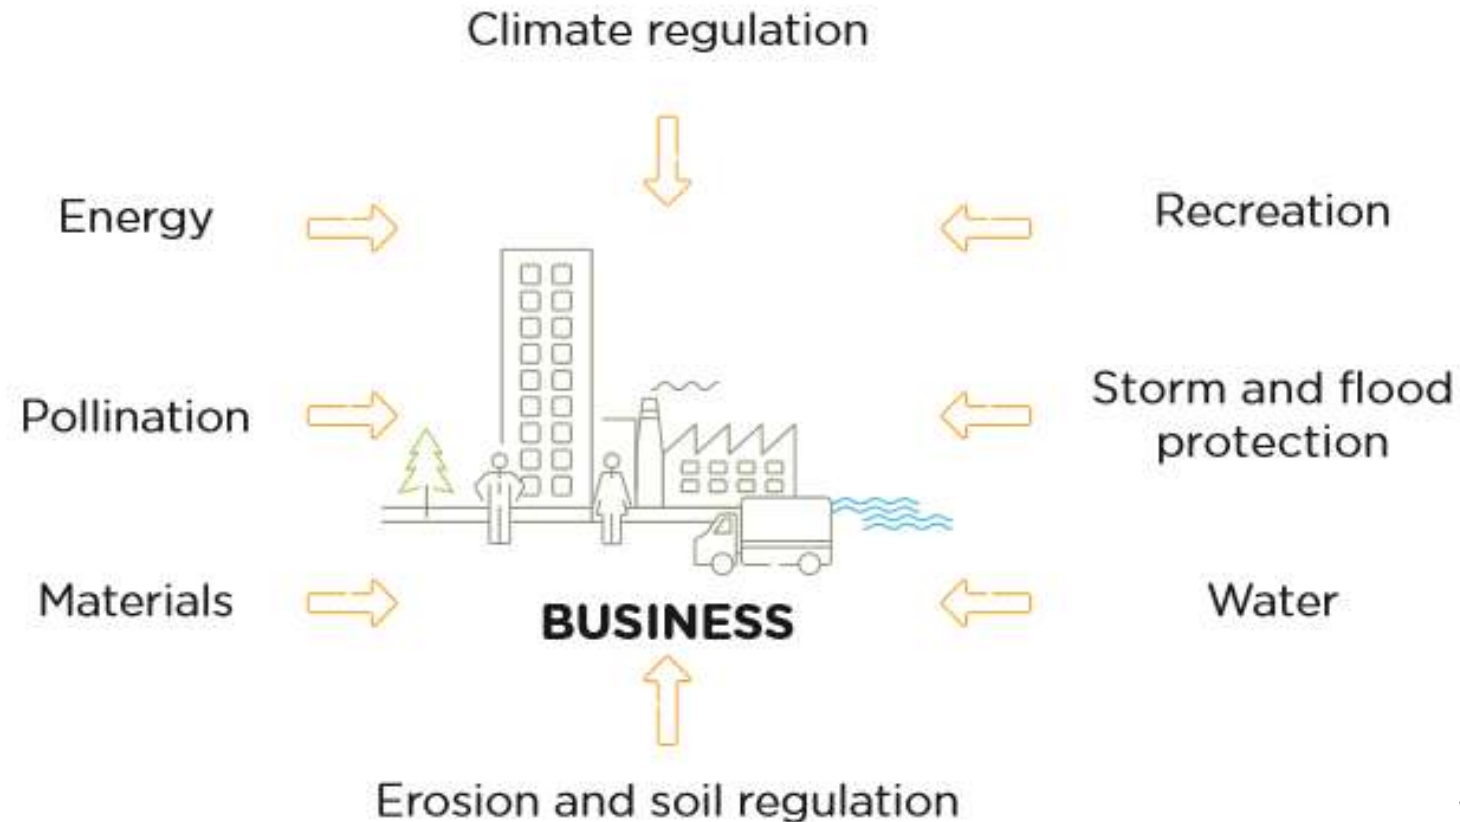 Climate regulation
Energy
Recreation
Pollination
Storm and flood
protection
Materials
Water
BUSINESS
Erosion and soil regulation